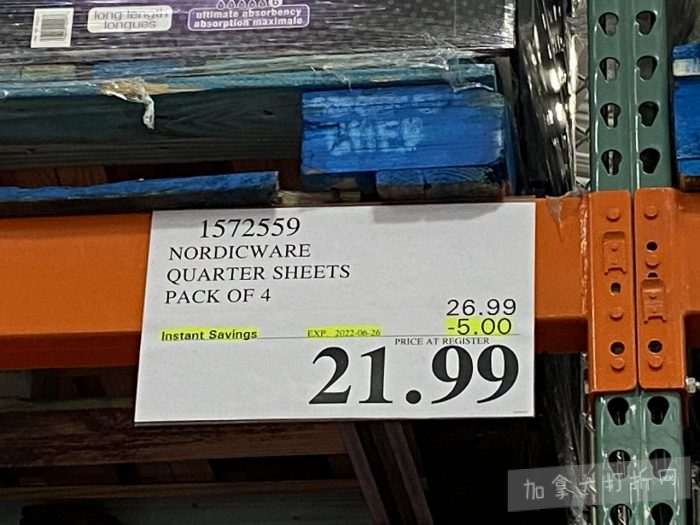 long length
longues
ultimate absorbency
absorption maximale
CHEP
1572559
NORDICWARE
QUARTER SHEETS
PACK OF 4
26.99
Instant Savings EXP. 2022-06-26 -5.00
PRICE AT REGISTER
21.99
加拿大打折网